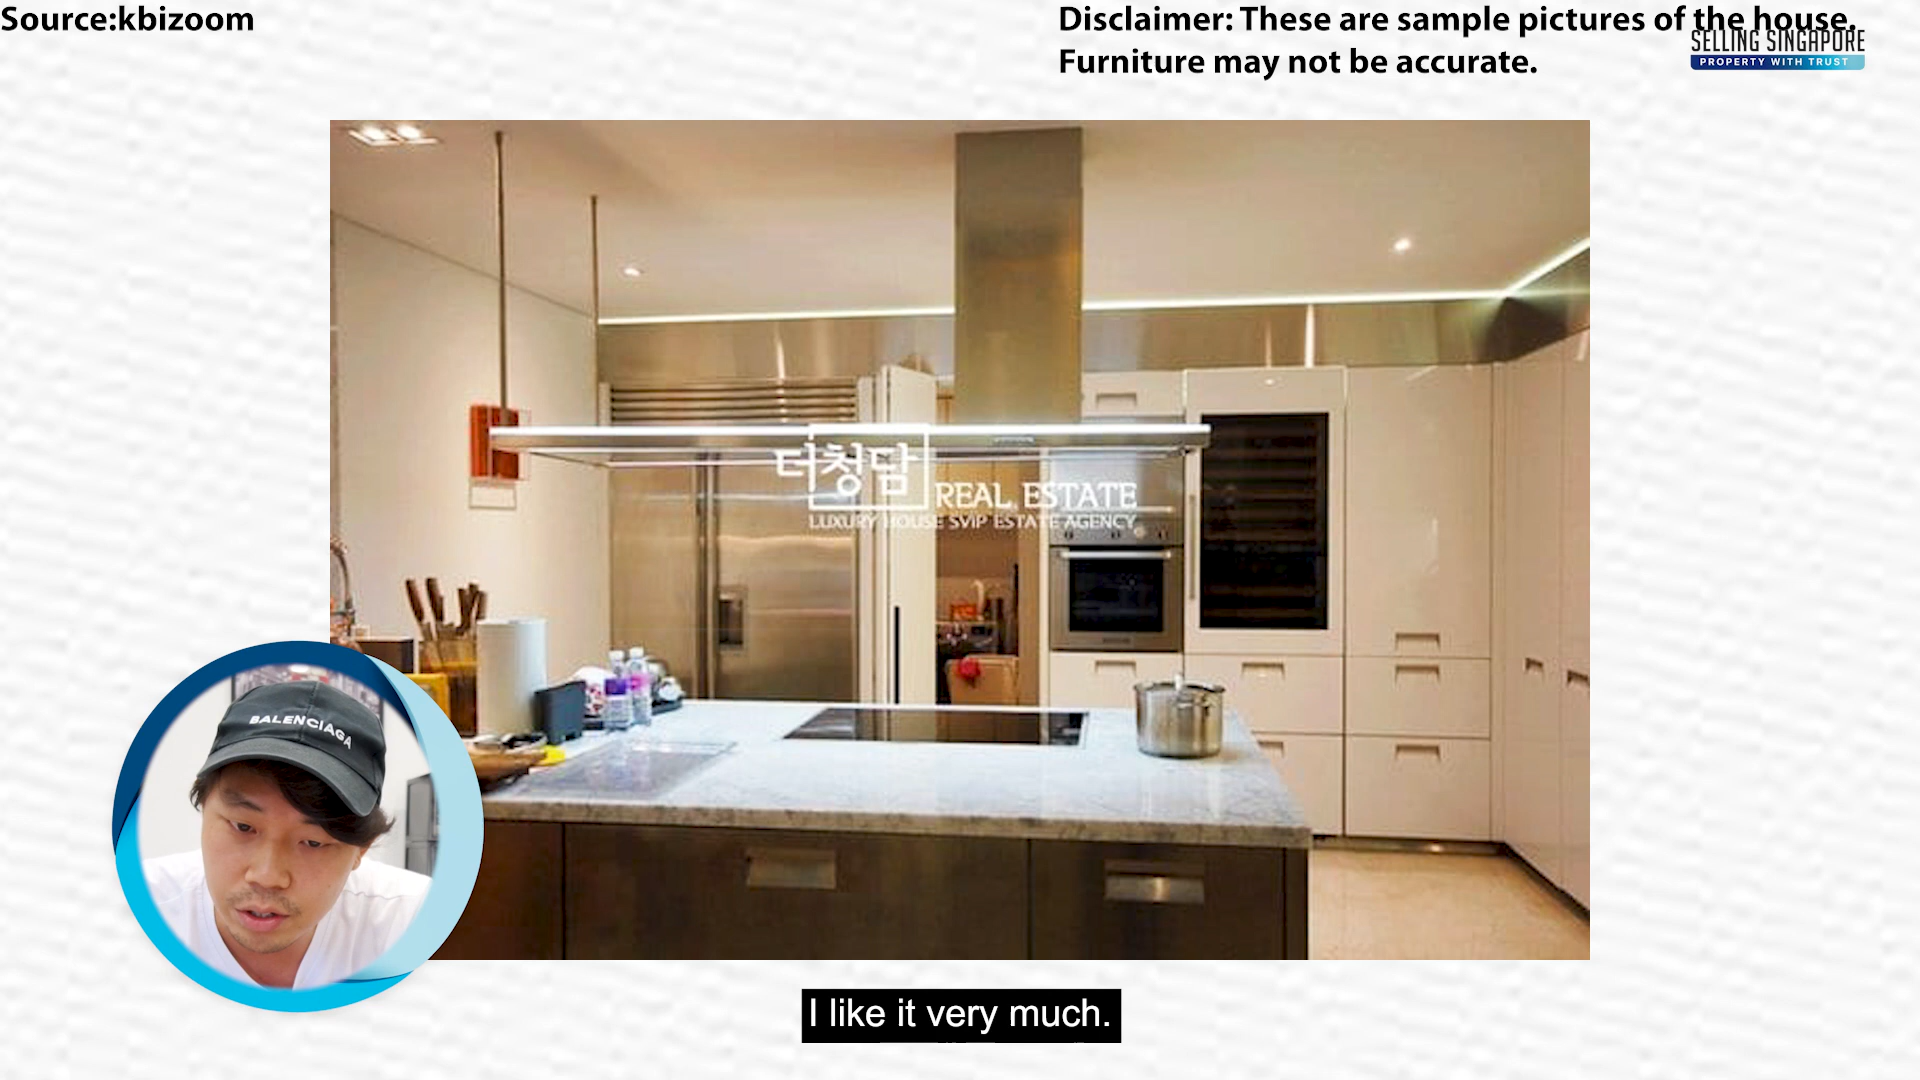 Source:kbizoom
Disclaimer: These are sample pictures of the house.
Furniture may not be accurate.
SELLING SINGAPORE
PROPERTY WITH TRUST
더청담 REAL ESTATE
LUXURY HOUSE SVIP ESTATE AGENCY
BALENCIAGA
I like it very much.